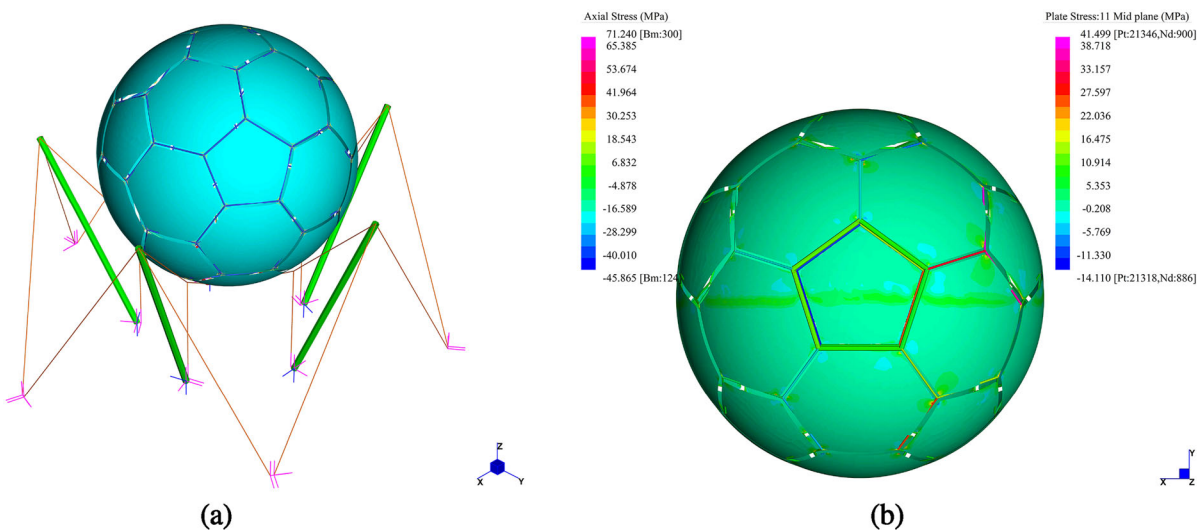 Axial Stress (MPa)
71.240 [Bm:300]
65.385
53.674
41.964
30.253
18.543
6.832
-4.878
-16.589
-28.299
-40.010
-45.865 [Bm:124
Z
X
Y
(a)
Plate Stress:11 Mid plane (MPa)
41.499 [Pt:21346,Nd:900]
38.718
33.157
27.597
22.036
16.475
10.914
5.353
-0.208
-5.769
-11.330
-14.110 [Pt:21318,Nd:886]
Y
X
Z
(b)